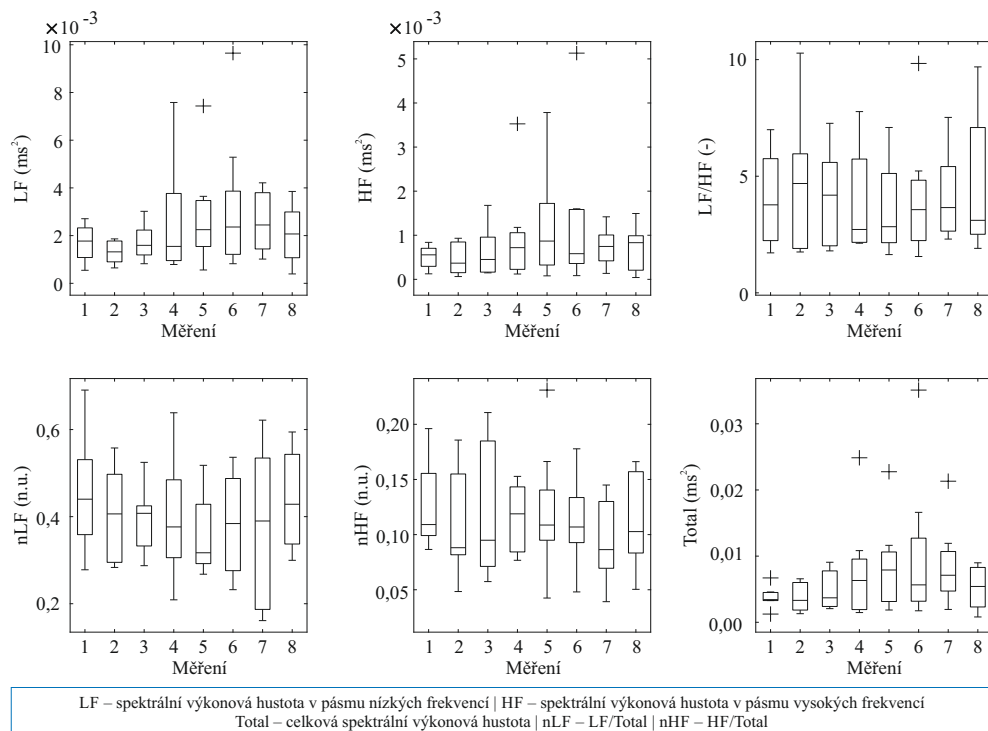 ×10⁻³
10
8
6
4
2
0
LF (ms²)
1 2 3 4 5 6 7 8
Měření
×10⁻³
5
4
3
2
1
0
HF (ms²)
1 2 3 4 5 6 7 8
Měření
10
5
0
LF/HF (-)
1 2 3 4 5 6 7 8
Měření
0,6
0,4
0,2
nLF (n.u.)
1 2 3 4 5 6 7 8
Měření
0,20
0,15
0,10
0,05
nHF (n.u.)
1 2 3 4 5 6 7 8
Měření
0,03
0,02
0,01
0,00
Total (ms²)
1 2 3 4 5 6 7 8
Měření
LF – spektrální výkonová hustota v pásmu nízkých frekvencí | HF – spektrální výkonová hustota v pásmu vysokých frekvencí
Total – celková spektrální výkonová hustota | nLF – LF/Total | nHF – HF/Total